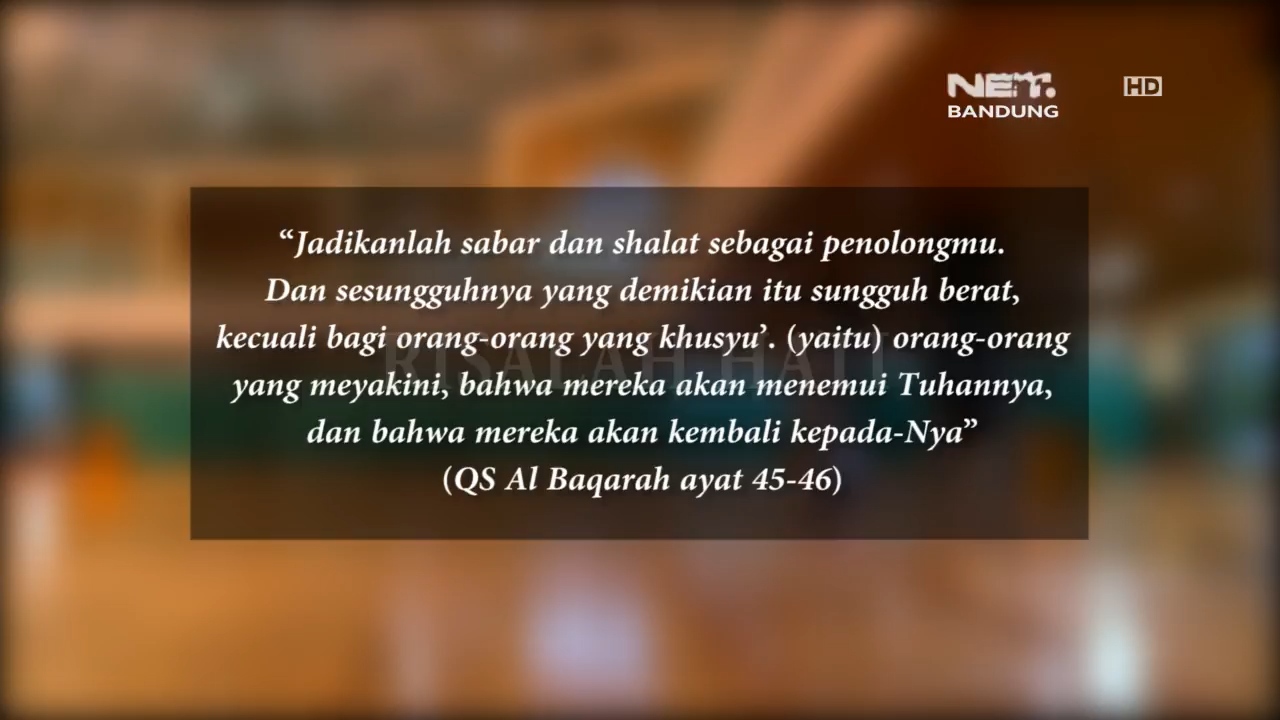 NET.
BANDUNG
HD
“Jadikanlah sabar dan shalat sebagai penolongmu.
Dan sesungguhnya yang demikian itu sungguh berat,
kecuali bagi orang-orang yang khusyu’. (yaitu) orang-orang
yang meyakini, bahwa mereka akan menemui Tuhannya,
dan bahwa mereka akan kembali kepada-Nya”
(QS Al Baqarah ayat 45-46)
RISALAH HATI